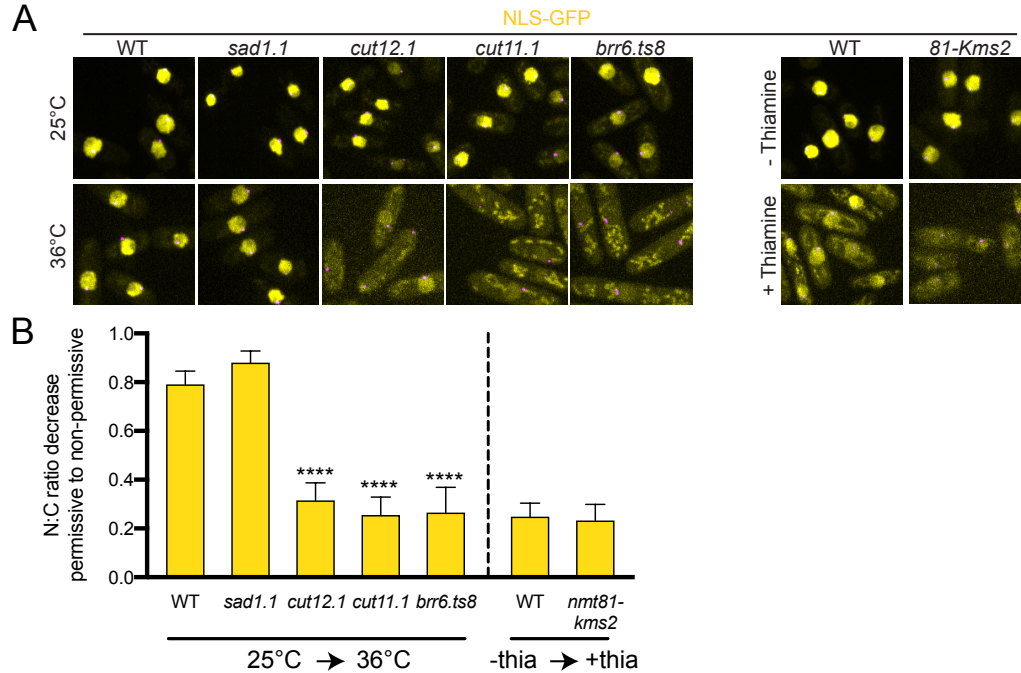 A
NLS-GFP
WT sad1.1 cut12.1 cut11.1 brr6.ts8 WT 81-Kms2
25°C
- Thiamine
36°C
+ Thiamine
B
N:C ratio decrease
permissive to non-permissive
1.0
0.8
0.6
0.4
0.2
0.0
**** **** ****
WT sad1.1 cut12.1 cut11.1 brr6.ts8 WT nmt81-
kms2
25°C → 36°C -thia → +thia